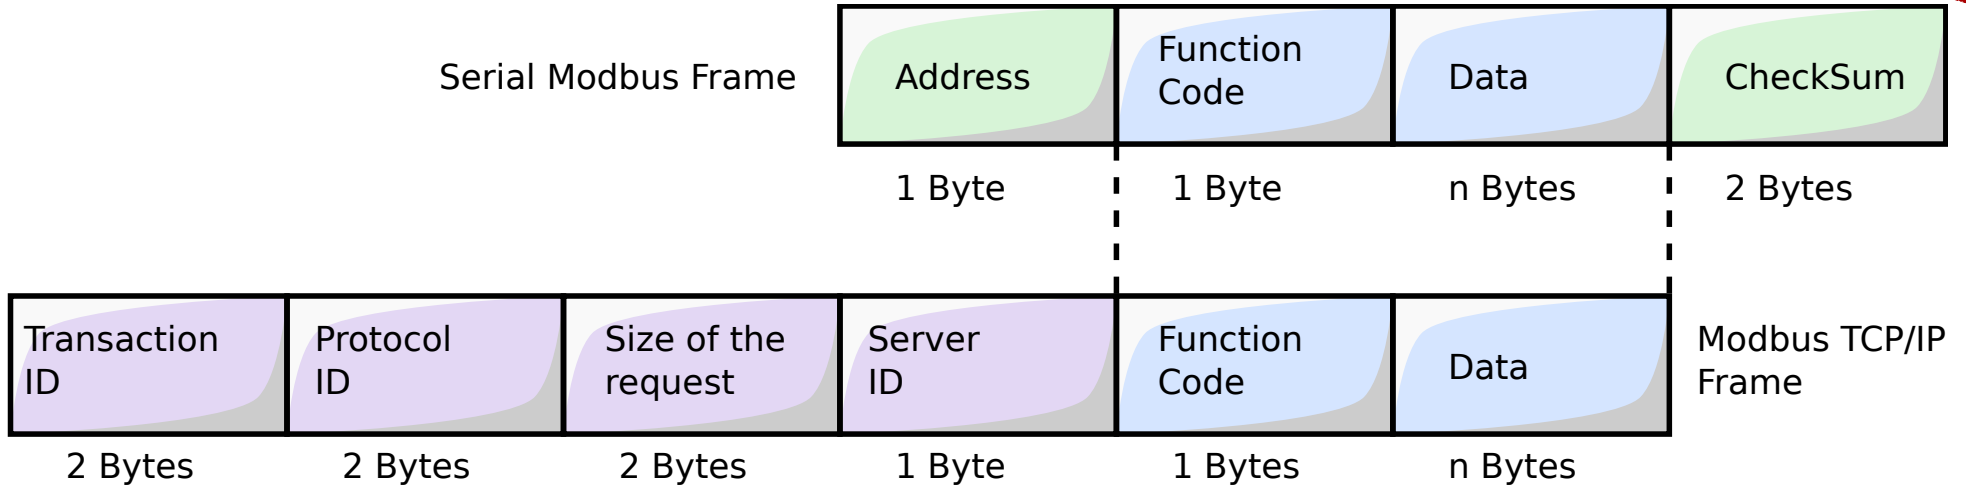 Serial Modbus Frame
Address
Function
Code
Data
CheckSum
1 Byte
1 Byte
n Bytes
2 Bytes
Transaction
ID
Protocol
ID
Size of the
request
Server
ID
Function
Code
Data
Modbus TCP/IP
Frame
2 Bytes
2 Bytes
2 Bytes
1 Byte
1 Bytes
n Bytes